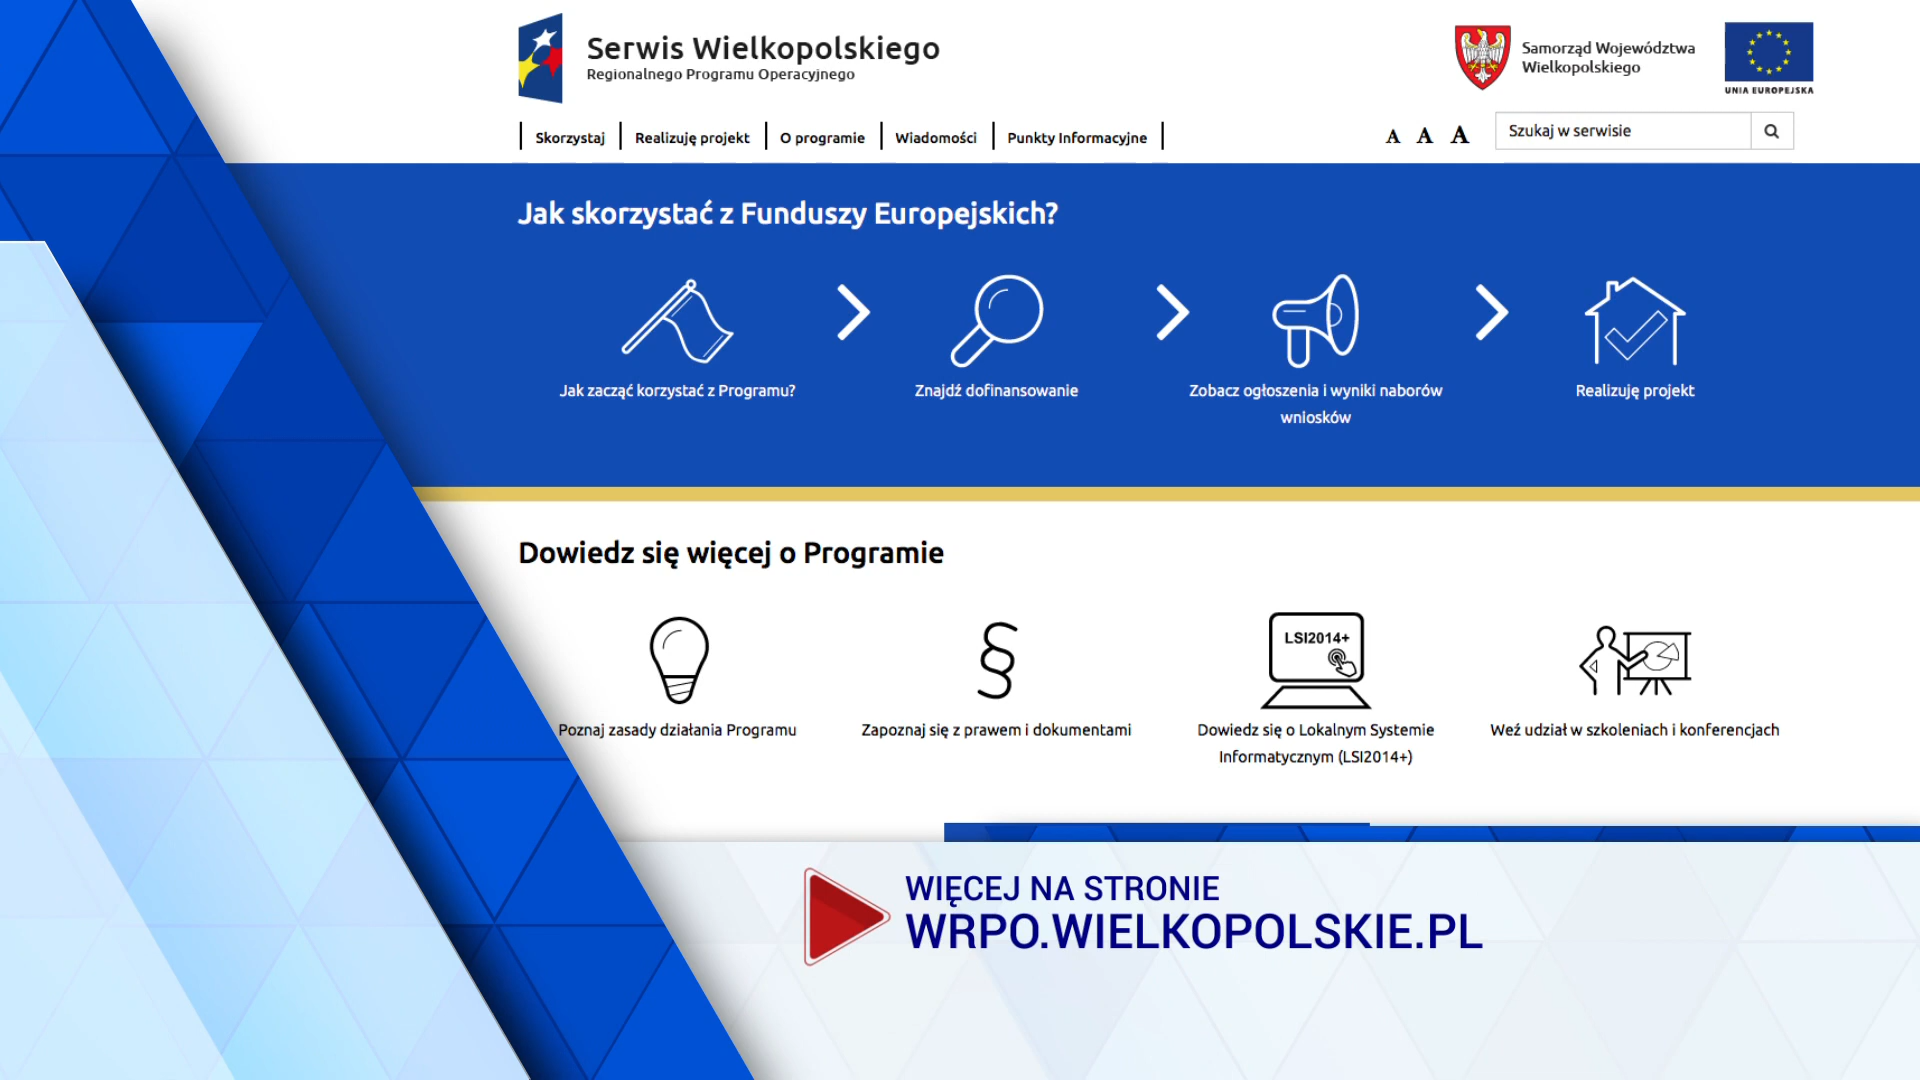 Serwis Wielkopolskiego
Regionalnego Programu Operacyjnego
Samorząd Województwa
Wielkopolskiego
UNIA EUROPEJSKA
Skorzystaj
Realizuję projekt
O programie
Wiadomości
Punkty Informacyjne
A A A
Szukaj w serwisie
Jak skorzystać z Funduszy Europejskich?
Jak zacząć korzystać z Programu?
Znajdź dofinansowanie
Zobacz ogłoszenia i wyniki naborów
wniosków
Realizuję projekt
Dowiedz się więcej o Programie
§
LSI2014+
Poznaj zasady działania Programu
Zapoznaj się z prawem i dokumentami
Dowiedz się o Lokalnym Systemie
Informatycznym (LSI2014+)
Weź udział w szkoleniach i konferencjach
WIĘCEJ NA STRONIE
WRPO.WIELKOPOLSKIE.PL